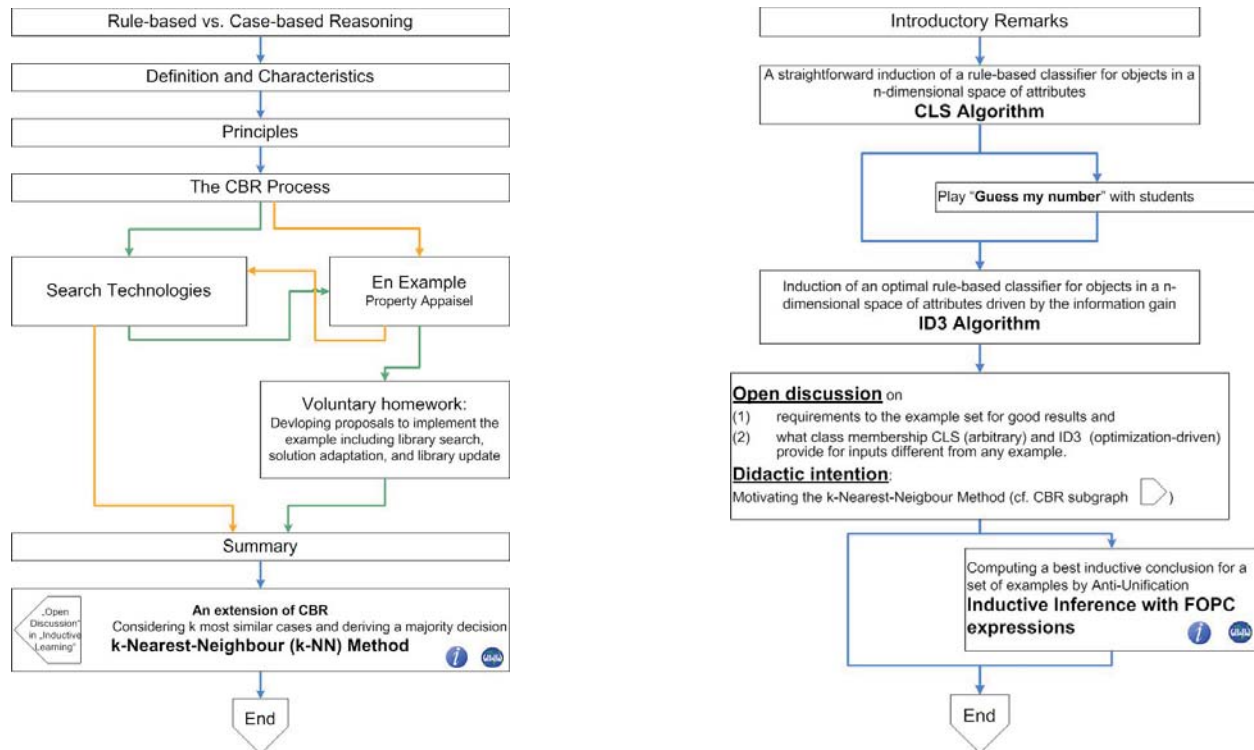 Rule-based vs. Case-based Reasoning
Definition and Characteristics
Principles
The CBR Process
Search Technologies
En Example
Property Appaisel
Voluntary homework:
Devloping proposals to implement the
example including library search,
solution adaptation, and library update
Summary
„Open
Discussion"
in „Inductive
Learning"
An extension of CBR
Considering k most similar cases and deriving a majority decision
k-Nearest-Neighbour (k-NN) Method
i
www
End
Introductory Remarks
A straightforward induction of a rule-based classifier for objects in a
n-dimensional space of attributes
CLS Algorithm
Play "Guess my number" with students
Induction of an optimal rule-based classifier for objects in a n-
dimensional space of attributes driven by the information gain
ID3 Algorithm
Open discussion on
(1) requirements to the example set for good results and
(2) what class membership CLS (arbitrary) and ID3 (optimization-driven)
provide for inputs different from any example.
Didactic intention:
Motivating the k-Nearest-Neigbour Method (cf. CBR subgraph )
Computing a best inductive conclusion for a
set of examples by Anti-Unification
Inductive Inference with FOPC
expressions
i
www
End